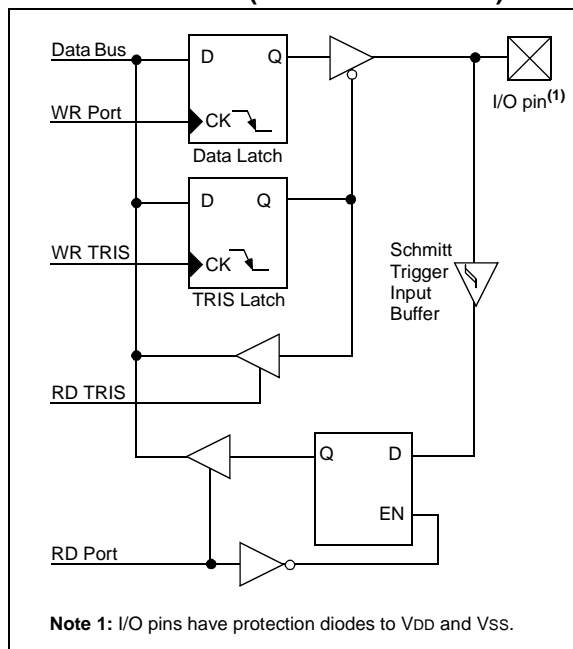 Data Bus
D Q
WR Port
CK
Data Latch
I/O pin(1)
D Q
WR TRIS
CK
TRIS Latch
Schmitt
Trigger
Input
Buffer
RD TRIS
Q D
EN
RD Port
Note 1: I/O pins have protection diodes to VDD and VSS.